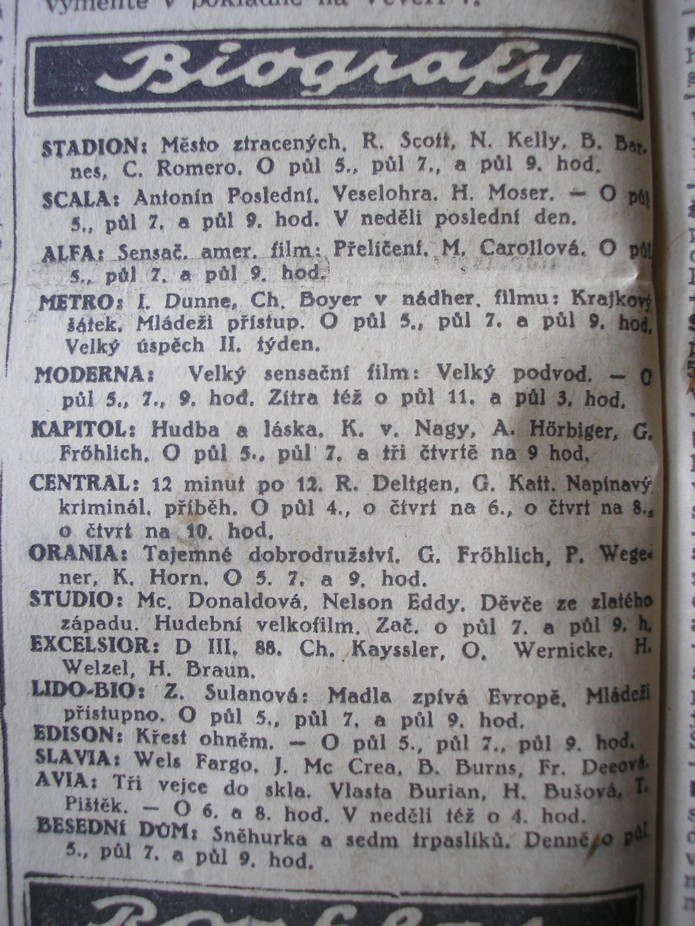 vyměníte v pokladně na Veveří
Biografy
STADION: Město ztracených. R. Scott, N. Kelly, B. Bar-
nes, C. Romero. O půl 5., půl 7., a půl 9. hod.
SCALA: Antonín Poslední. Veselohra. H. Moser. — O půl
5., půl 7. a půl 9. hod. V neděli poslední den.
ALFA: Sensač. amer. film: Přelíčení. M. Carollová. O půl
5., půl 7. a půl 9. hod.
METRO: I. Dunne, Ch. Boyer v nádher. filmu: Krajkový
šátek. Mládeži přístup. O půl 5., půl 7. a půl 9. hod.
Velký úspěch II. týden.
MODERNA: Velký sensační film: Velký podvod. — O
půl 5., 7., 9. hod. Zítra též o půl 11. a půl 3. hod.
KAPITOL: Hudba a láska. K. v. Nagy, A. Hörbiger, G.
Fröhlich. O půl 5., půl 7. a tři čtvrtě na 9 hod.
CENTRAL: 12 minut po 12. R. Deltgen, G. Katt. Napínavý
kriminál. příběh. O půl 4., o čtvrt na 6., o čtvrt na 8.,
o čtvrt na 10. hod.
ORANIA: Tajemné dobrodružství. G. Fröhlich, P. Wege-
ner, K. Horn. O 5. 7. a 9. hod.
STUDIO: Mc. Donaldová, Nelson Eddy. Děvče ze zlatého
západu. Hudební velkofilm. Zač. o půl 7. a půl 9. h.
EXCELSIOR: D III. 88. Ch. Kayssler, O. Wernicke, H.
Welzel, H. Braun.
LIDO-BIO: Z. Sulanová: Madla zpívá Evropě. Mládeži
přístupno. O půl 5., půl 7. a půl 9. hod.
EDISON: Křest ohněm. — O půl 5., půl 7., půl 9. hod.
SLAVIA: Wels Fargo. J. Mc Crea, B. Burns, Fr. Deeová.
AVIA: Tři vejce do skla. Vlasta Burian, H. Bušová, T.
Pištěk. — O 6. a 8. hod. V neděli též o 4. hod.
BESEDNÍ DŮM: Sněhurka a sedm trpaslíků. Denně o půl
5., půl 7. a půl 9. hod.